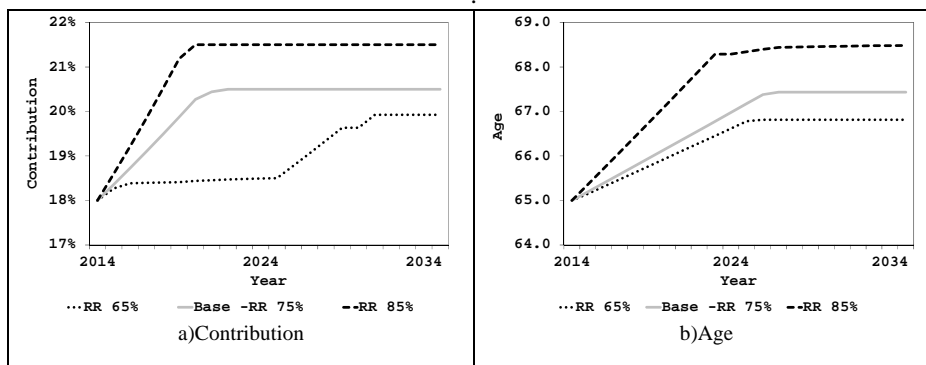 22%
21%
20%
19%
18%
17%
Contribution
2014 2024 2034
Year
RR 65% Base -RR 75% RR 85%
a)Contribution
69.0
68.0
67.0
66.0
65.0
64.0
Age
2014 2024 2034
Year
RR 65% Base -RR 75% RR 85%
b)Age